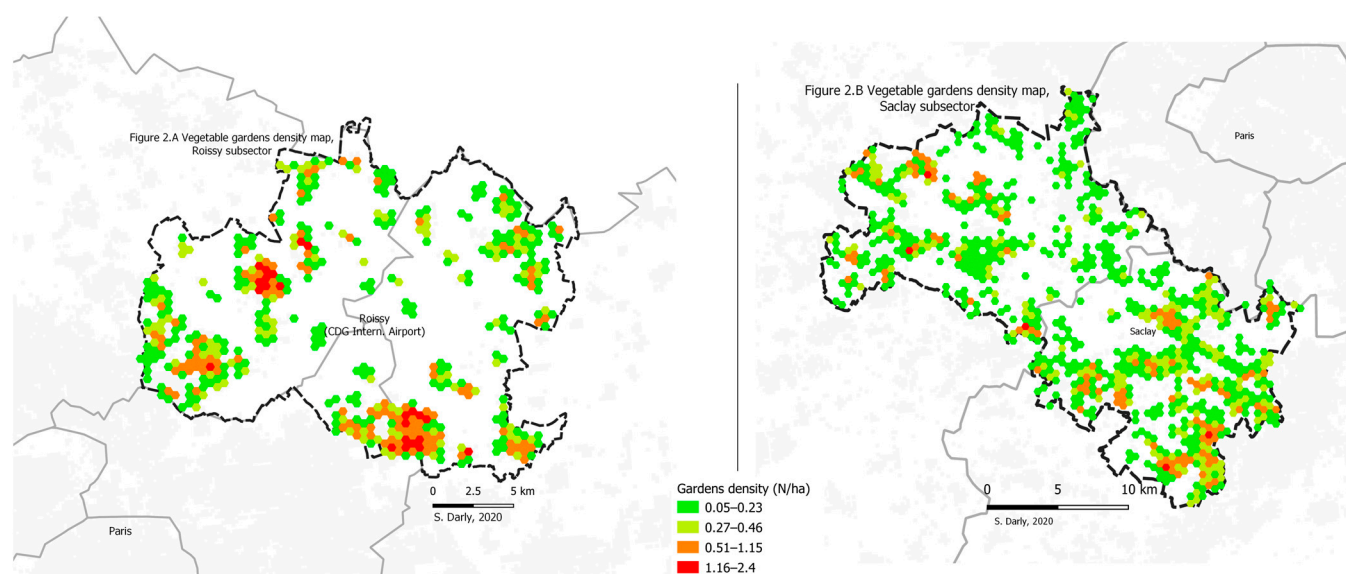 Figure 2.A Vegetable gardens density map,
Roissy subsector
Roissy
(CDG Intern. Airport)
Paris
0 2.5 5 km
S. Darly, 2020
Gardens density (N/ha)
0.05–0.23
0.27–0.46
0.51–1.15
1.16–2.4
Figure 2.B Vegetable gardens density map,
Saclay subsector
Paris
Saclay
0 5 10 km
S. Darly, 2020